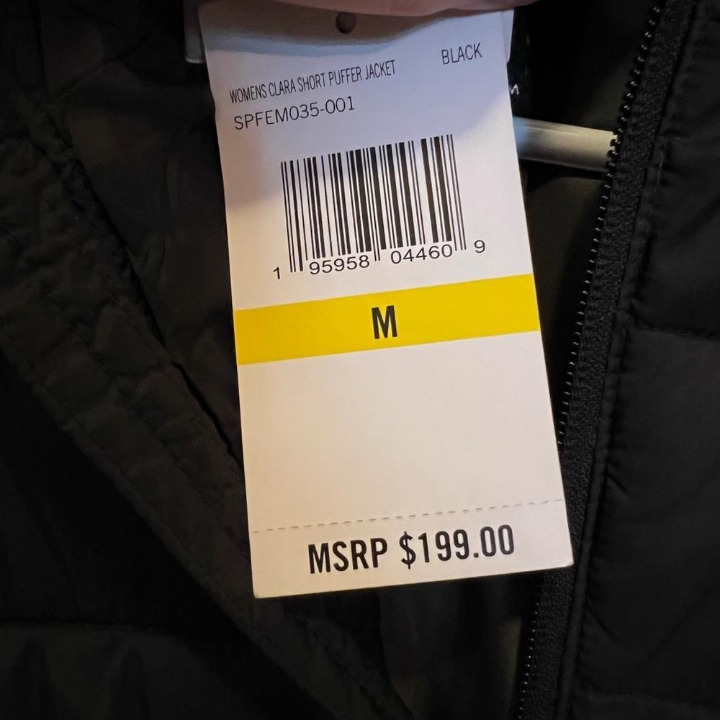 WOMENS CLARA SHORT PUFFER JACKET BLACK
SPFEM035-001
1 95958 04460 9
M
MSRP $199.00